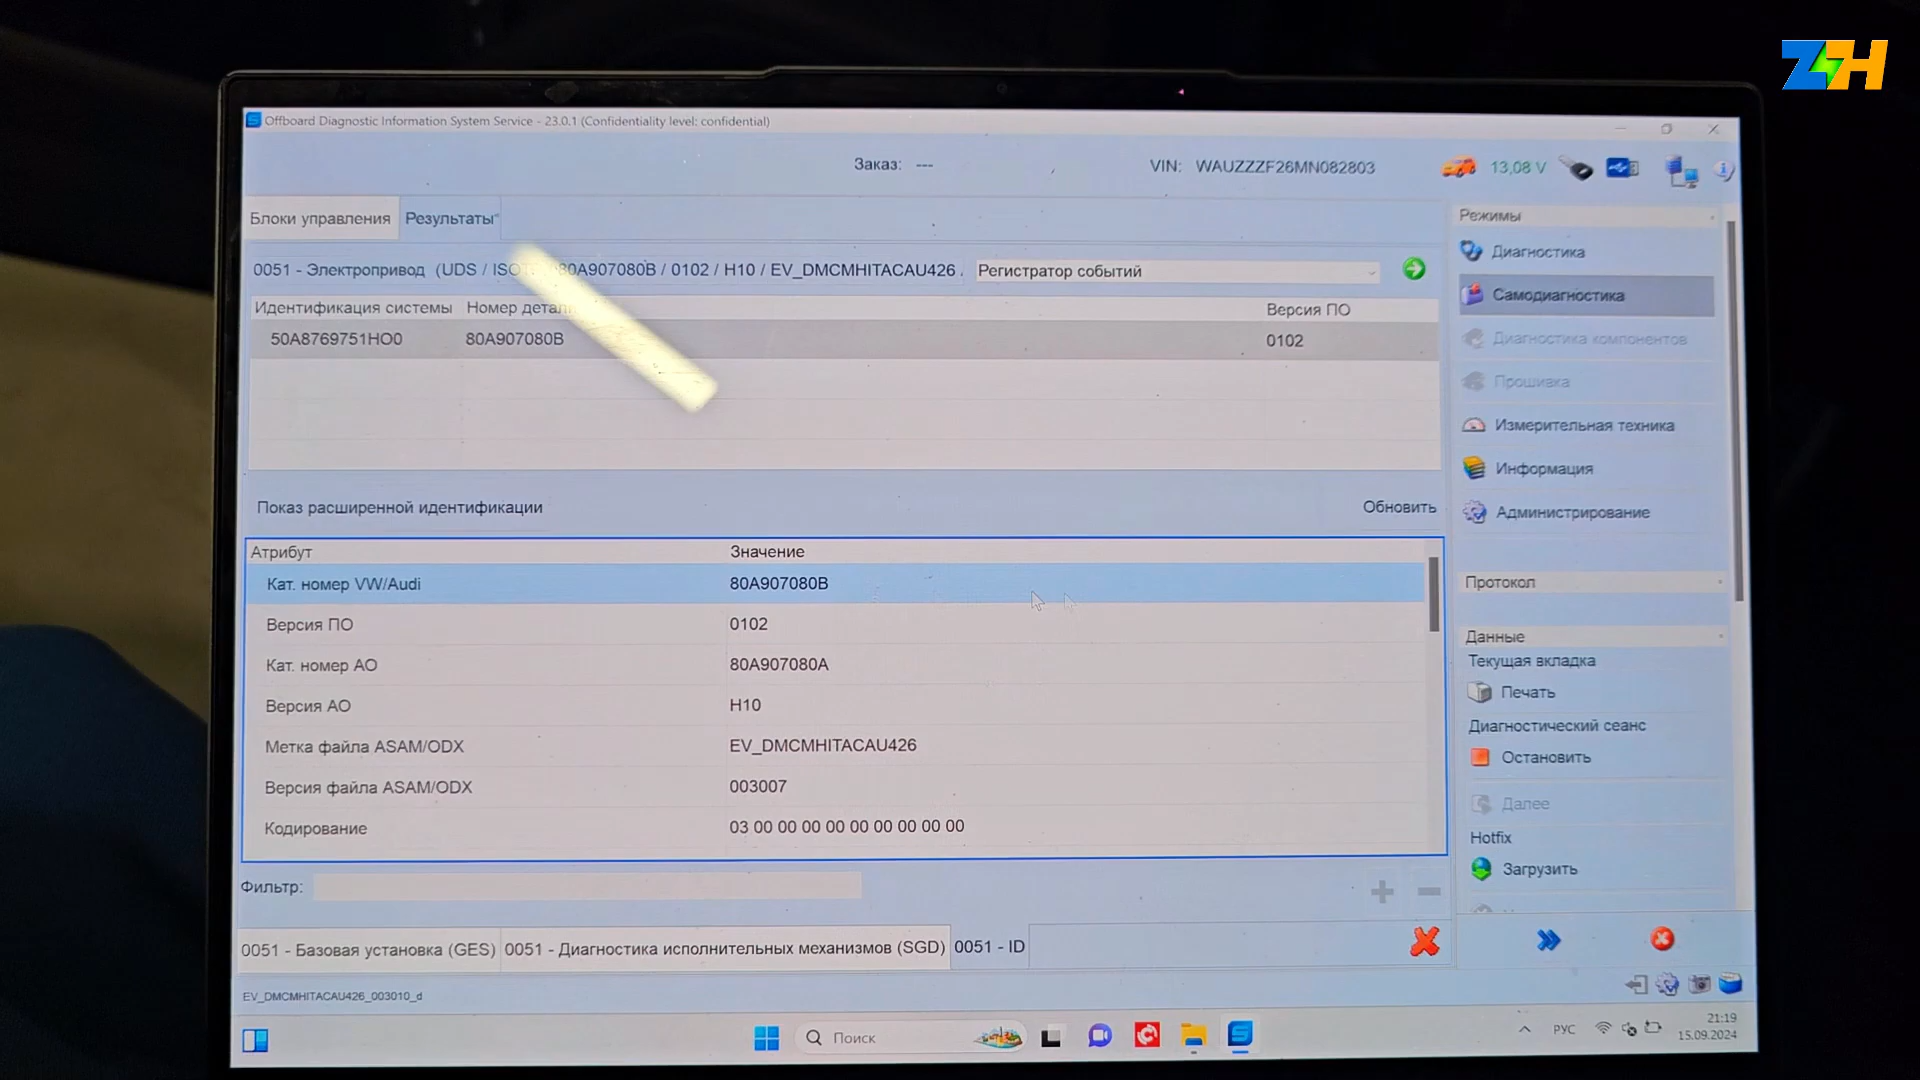 ZH
Offboard Diagnostic Information System Service - 23.0.1 (Confidentiality level: confidential)
Заказ: ---
VIN: WAUZZZF26MN082803
13,08 V
Блоки управления
Результаты*
0051 - Электропривод (UDS / ISO 80A907080B / 0102 / H10 / EV_DMCMHITACAU426
Регистратор событий
Идентификация системы
Номер детали
Версия ПО
50A8769751HO0
80A907080B
0102
Показ расширенной идентификации
Обновить
Атрибут
Значение
Кат. номер VW/Audi
80A907080B
Версия ПО
0102
Кат. номер АО
80A907080A
Версия АО
H10
Метка файла ASAM/ODX
EV_DMCMHITACAU426
Версия файла ASAM/ODX
003007
Кодирование
03 00 00 00 00 00 00 00 00 00
Фильтр:
0051 - Базовая установка (GES)
0051 - Диагностика исполнительных механизмов (SGD)
0051 - ID
EV_DMCMHITACAU426_003010_d
Режимы
Диагностика
Самодиагностика
Диагностика компонентов
Прошивка
Измерительная техника
Информация
Администрирование
Протокол
Данные
Текущая вкладка
Печать
Диагностический сеанс
Остановить
Далее
Hotfix
Загрузить
Поиск
РУС
21:19
15.09.2024